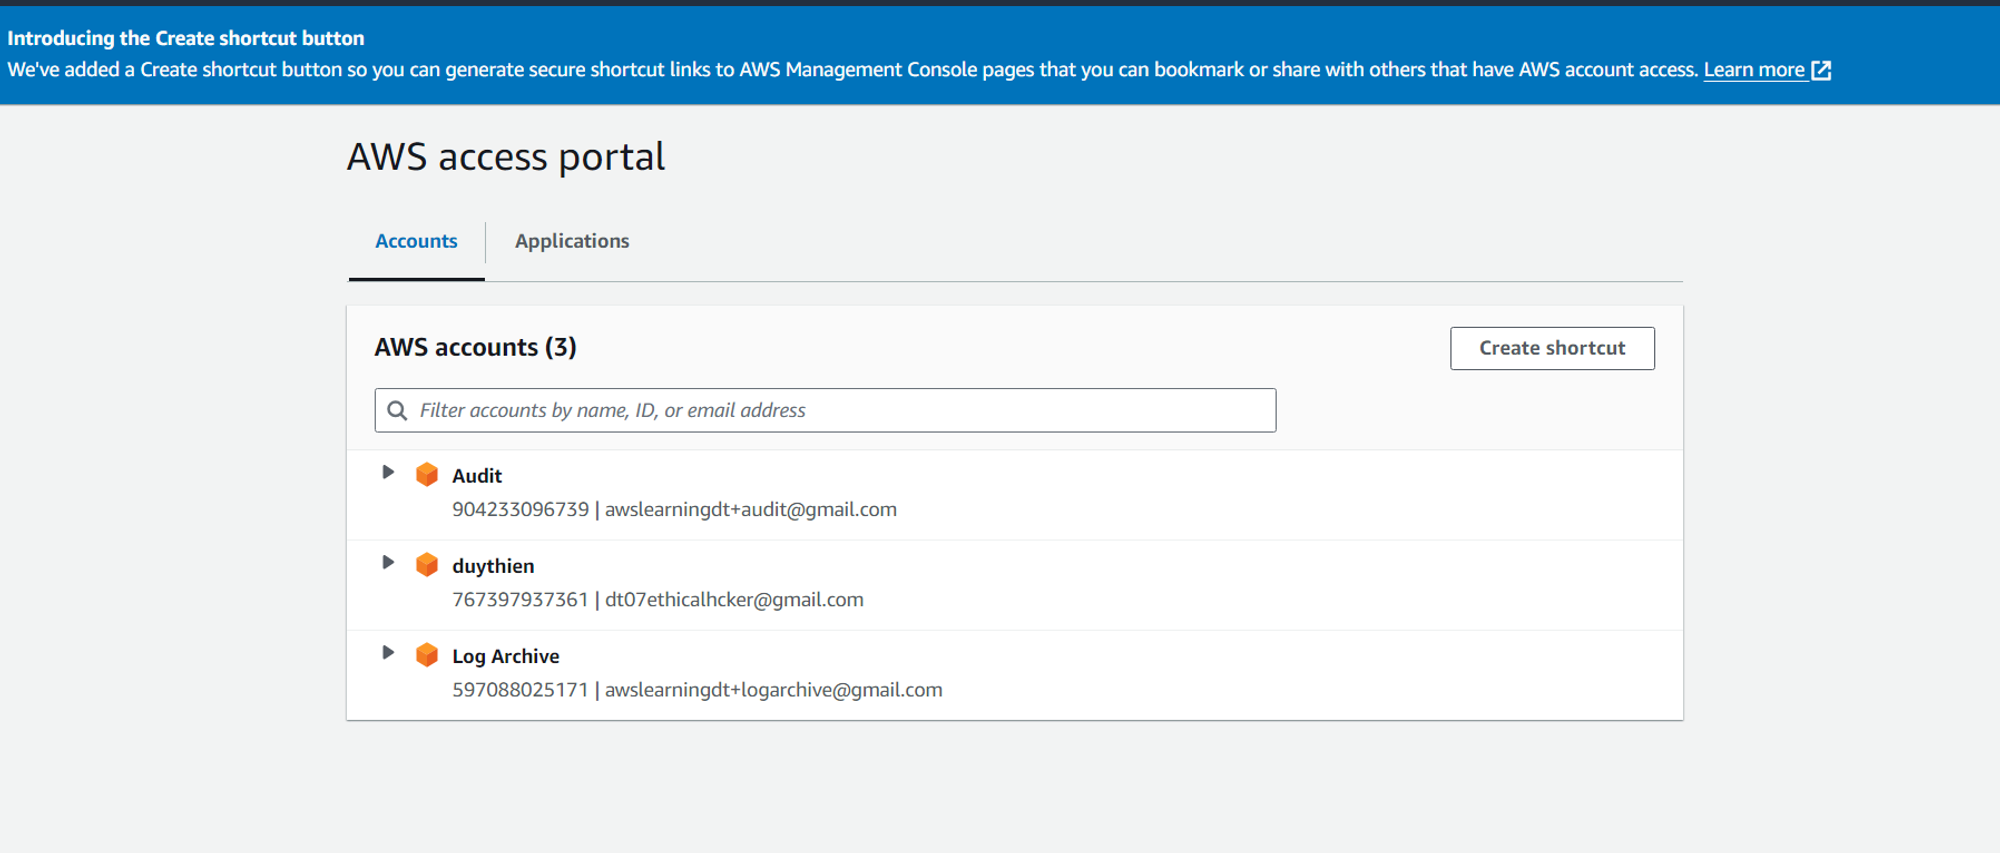 Introducing the Create shortcut button
We've added a Create shortcut button so you can generate secure shortcut links to AWS Management Console pages that you can bookmark or share with others that have AWS account access. Learn more
AWS access portal
Accounts
Applications
AWS accounts (3)
Create shortcut
Filter accounts by name, ID, or email address
Audit
904233096739 | awslearningdt+audit@gmail.com
duythien
767397937361 | dt07ethicalhcker@gmail.com
Log Archive
597088025171 | awslearningdt+logarchive@gmail.com